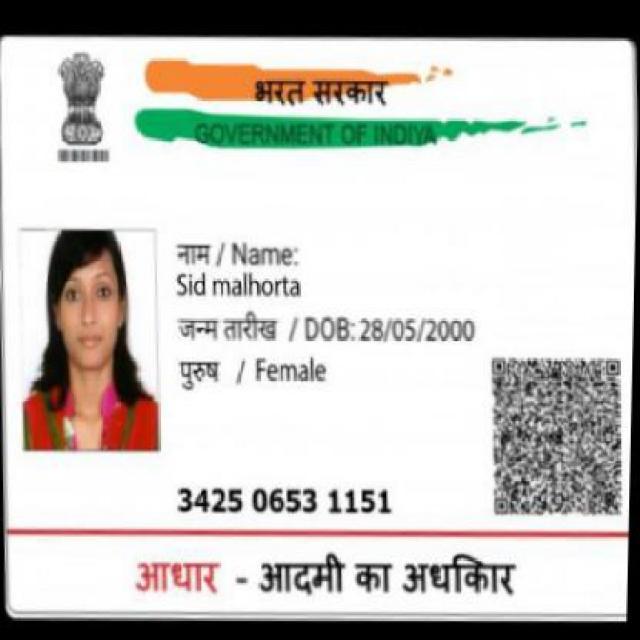 भरत सरकार
GOVERNMENT OF INDIYA
नाम / Name:
Sid malhorta
जन्म तारीख / DOB: 28/05/2000
पुरुष / Female
3425 0653 1151
आधार - आदमी का अधकिार